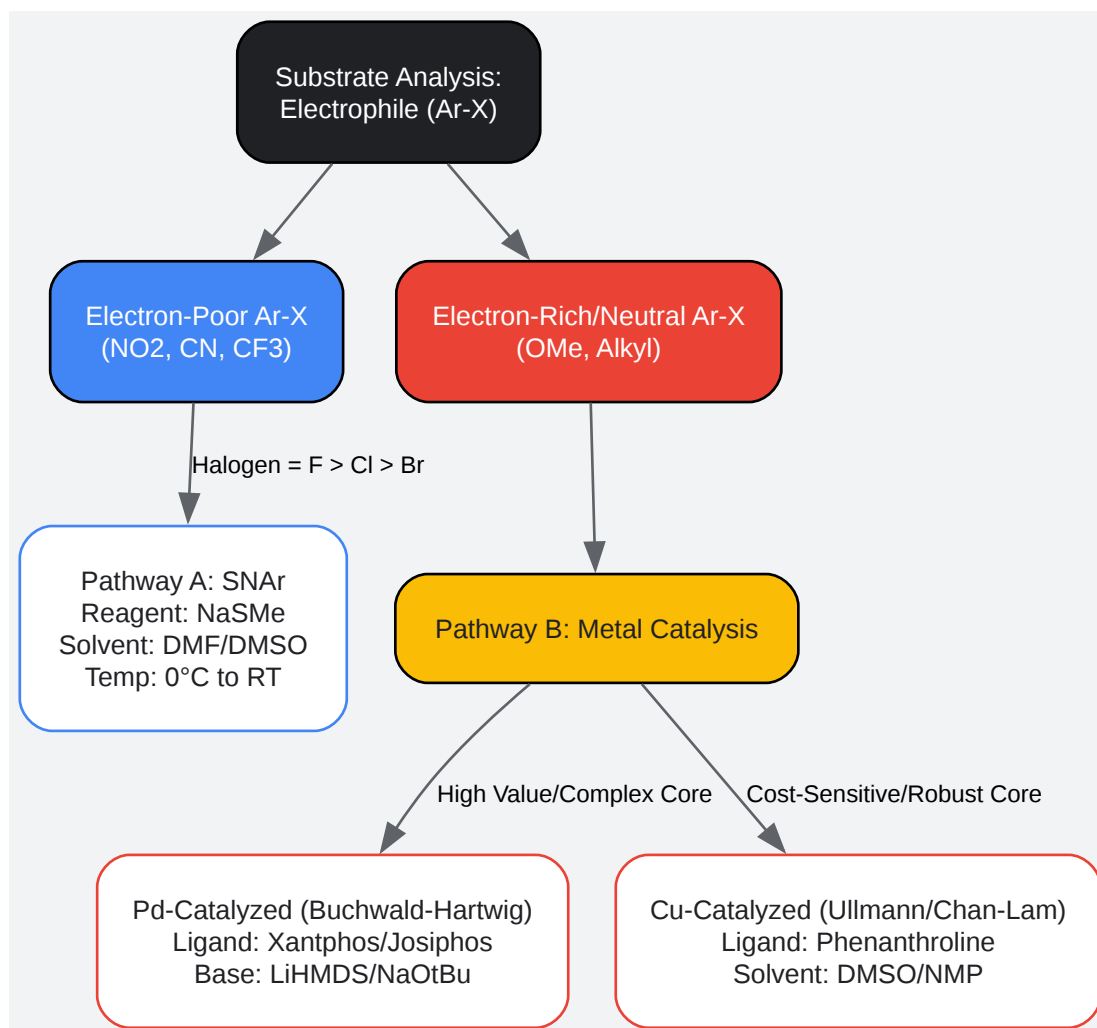 Substrate Analysis:
Electrophile (Ar-X)
Electron-Poor Ar-X
(NO2, CN, CF3)
Electron-Rich/Neutral Ar-X
(OMe, Alkyl)
Halogen = F > Cl > Br
Pathway A: SNAr
Reagent: NaSMe
Solvent: DMF/DMSO
Temp: 0°C to RT
Pathway B: Metal Catalysis
High Value/Complex Core
Cost-Sensitive/Robust Core
Pd-Catalyzed (Buchwald-Hartwig)
Ligand: Xantphos/Josiphos
Base: LiHMDS/NaOtBu
Cu-Catalyzed (Ullmann/Chan-Lam)
Ligand: Phenanthroline
Solvent: DMSO/NMP